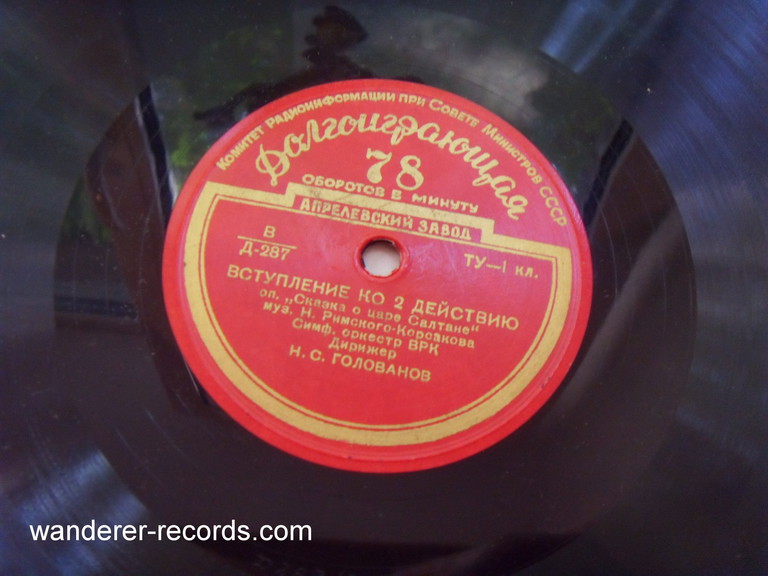 Комитет Радиоинформации при Совете Министров СССР
Долгоиграющая
78
ОБОРОТОВ В МИНУТУ
АПРЕЛЕВСКИЙ ЗАВОД
В
Д-287
ТУ—1 кл.
ВСТУПЛЕНИЕ КО 2 ДЕЙСТВИЮ
оп. „Сказка о царе Салтане“
муз. Н. Римского-Корсакова
Симф. оркестр ВРК
Дирижер
Н. С. ГОЛОВАНОВ
wanderer-records.com